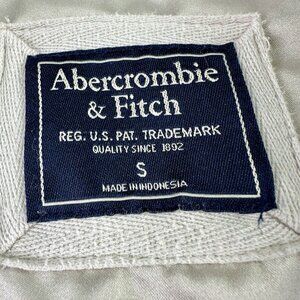 Abercrombie
& Fitch
REG. U.S. PAT. TRADEMARK
QUALITY SINCE 1892
S
MADE IN INDONESIA